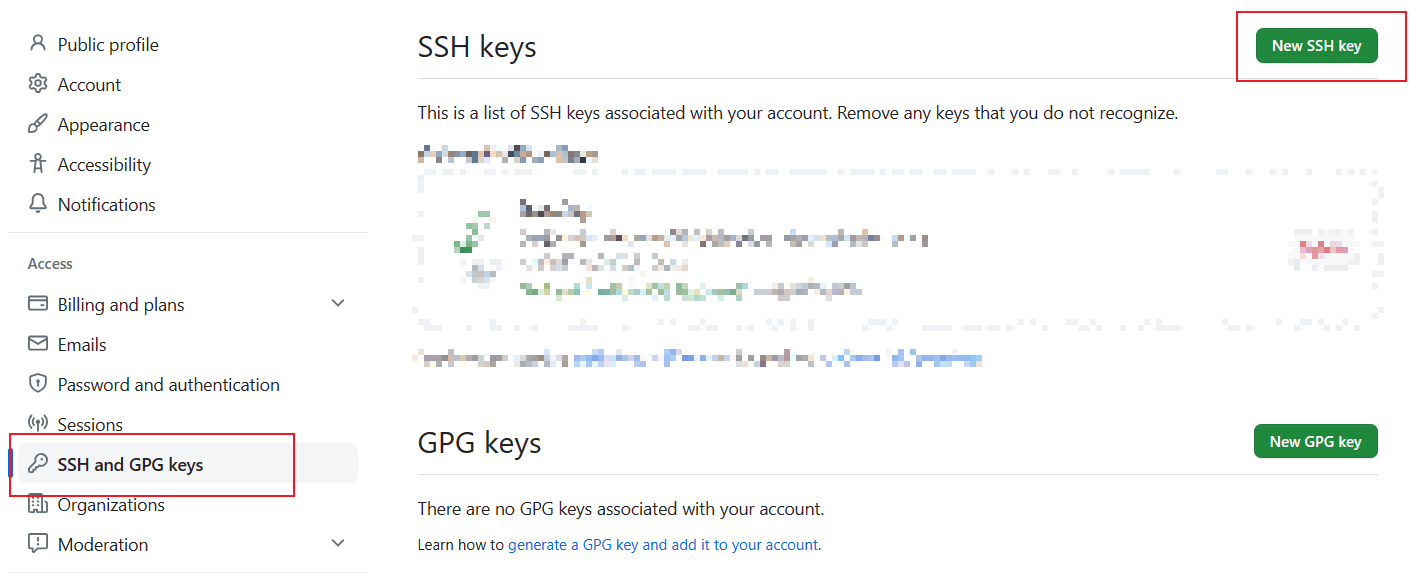 Public profile
Account
Appearance
Accessibility
Notifications
Access
Billing and plans
Emails
Password and authentication
Sessions
SSH and GPG keys
Organizations
Moderation
SSH keys
New SSH key
This is a list of SSH keys associated with your account. Remove any keys that you do not recognize.
GPG keys
New GPG key
There are no GPG keys associated with your account.
Learn how to generate a GPG key and add it to your account.